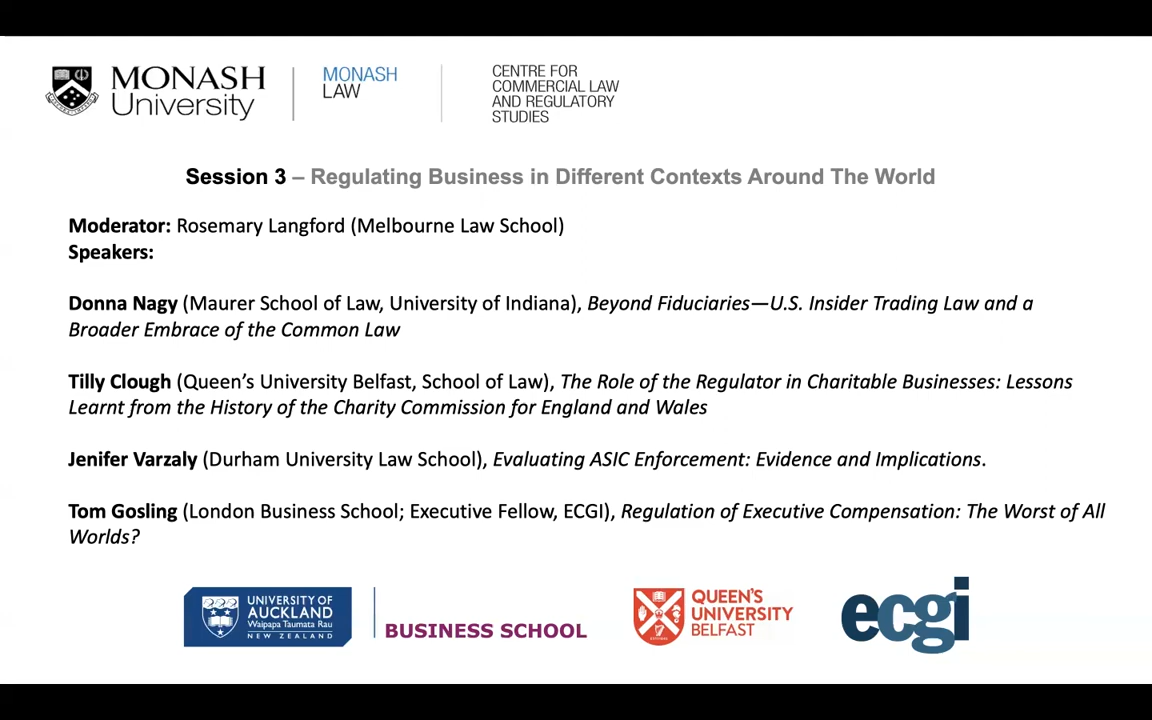 MONASH
University
MONASH
LAW
CENTRE FOR
COMMERCIAL LAW
AND REGULATORY
STUDIES
Session 3 – Regulating Business in Different Contexts Around The World
Moderator: Rosemary Langford (Melbourne Law School)
Speakers:
Donna Nagy (Maurer School of Law, University of Indiana), Beyond Fiduciaries—U.S. Insider Trading Law and a
Broader Embrace of the Common Law
Tilly Clough (Queen's University Belfast, School of Law), The Role of the Regulator in Charitable Businesses: Lessons
Learnt from the History of the Charity Commission for England and Wales
Jenifer Varzaly (Durham University Law School), Evaluating ASIC Enforcement: Evidence and Implications.
Tom Gosling (London Business School; Executive Fellow, ECGI), Regulation of Executive Compensation: The Worst of All
Worlds?
UNIVERSITY OF
AUCKLAND
Waipapa Taumata Rau
NEW ZEALAND
BUSINESS SCHOOL
QUEEN'S
UNIVERSITY
BELFAST
ecgi